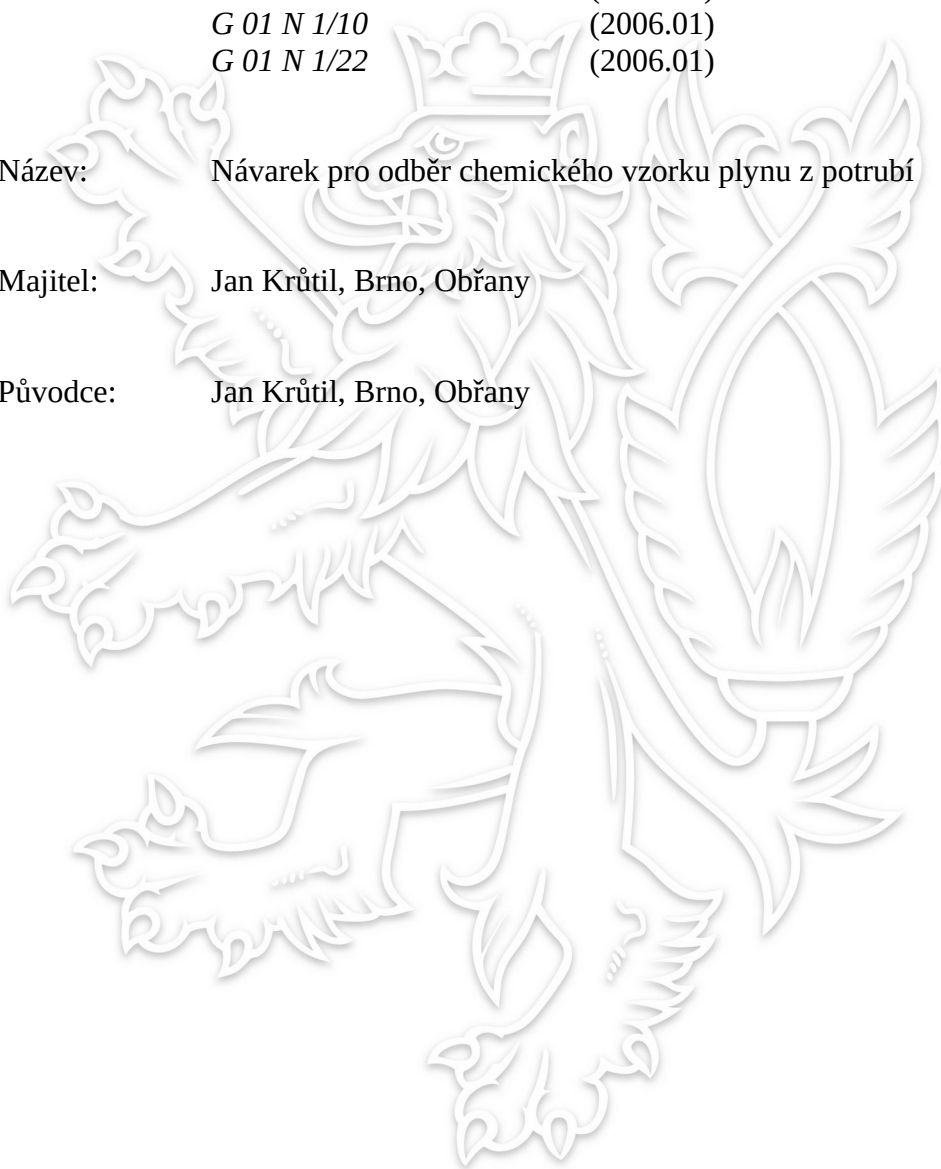 G 01 N 1/10 (2006.01)
G 01 N 1/22 (2006.01)
Název: Návarek pro odběr chemického vzorku plynu z potrubí
Majitel: Jan Krůtil, Brno, Obřany
Původce: Jan Krůtil, Brno, Obřany